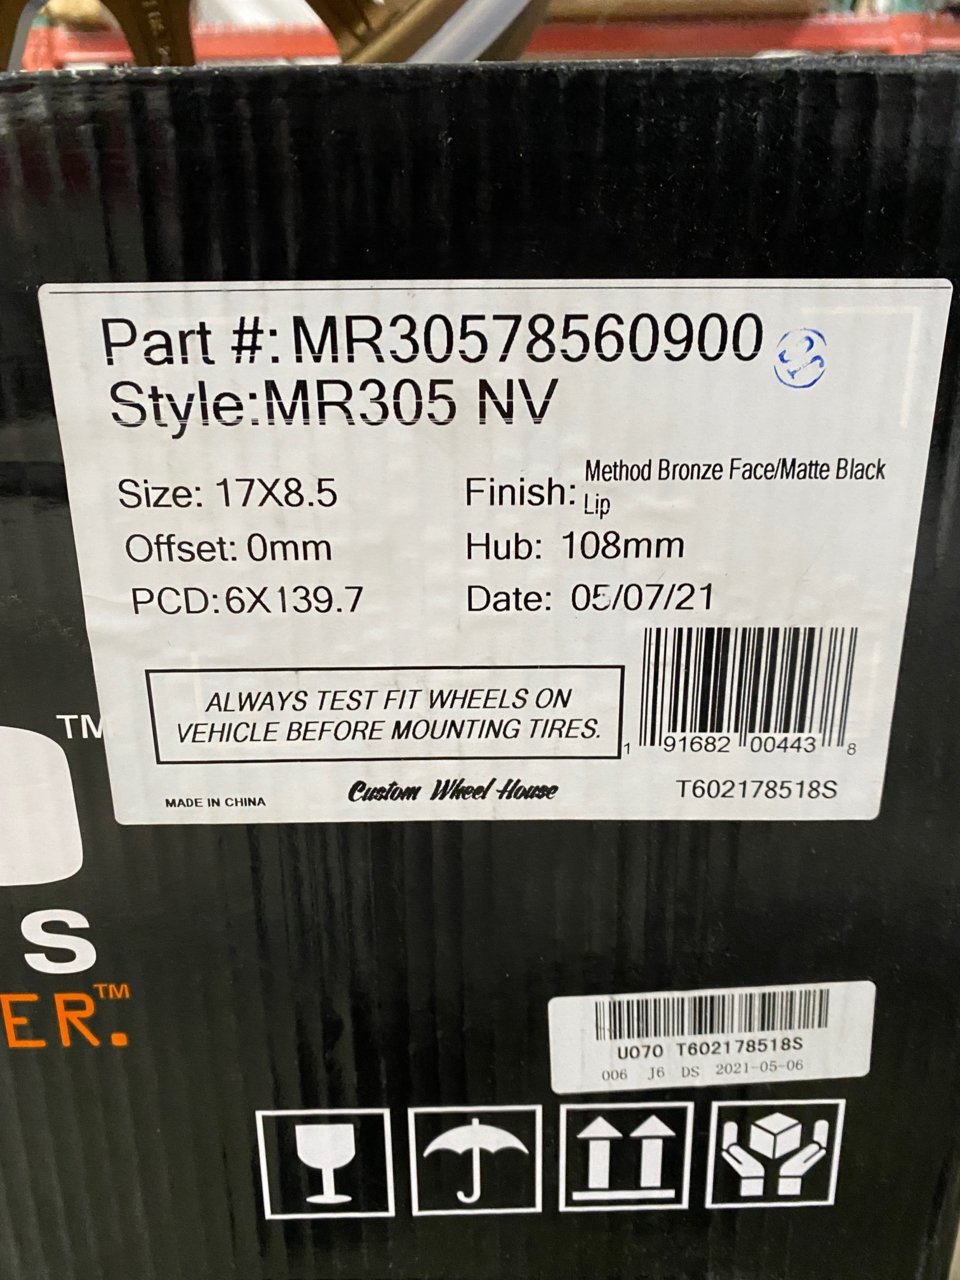 Part #: MR30578560900
Style:MR305 NV
Size: 17X8.5
Finish: Method Bronze Face/Matte Black
Lip
Offset: 0mm
Hub: 108mm
PCD:6X139.7
Date: 05/07/21
ALWAYS TEST FIT WHEELS ON
VEHICLE BEFORE MOUNTING TIRES.
1 91682 00443 8
MADE IN CHINA
Custom Wheel House
T602178518S
TM
S
ER.™
U070 T602178518S
006 J6 DS 2021-05-06